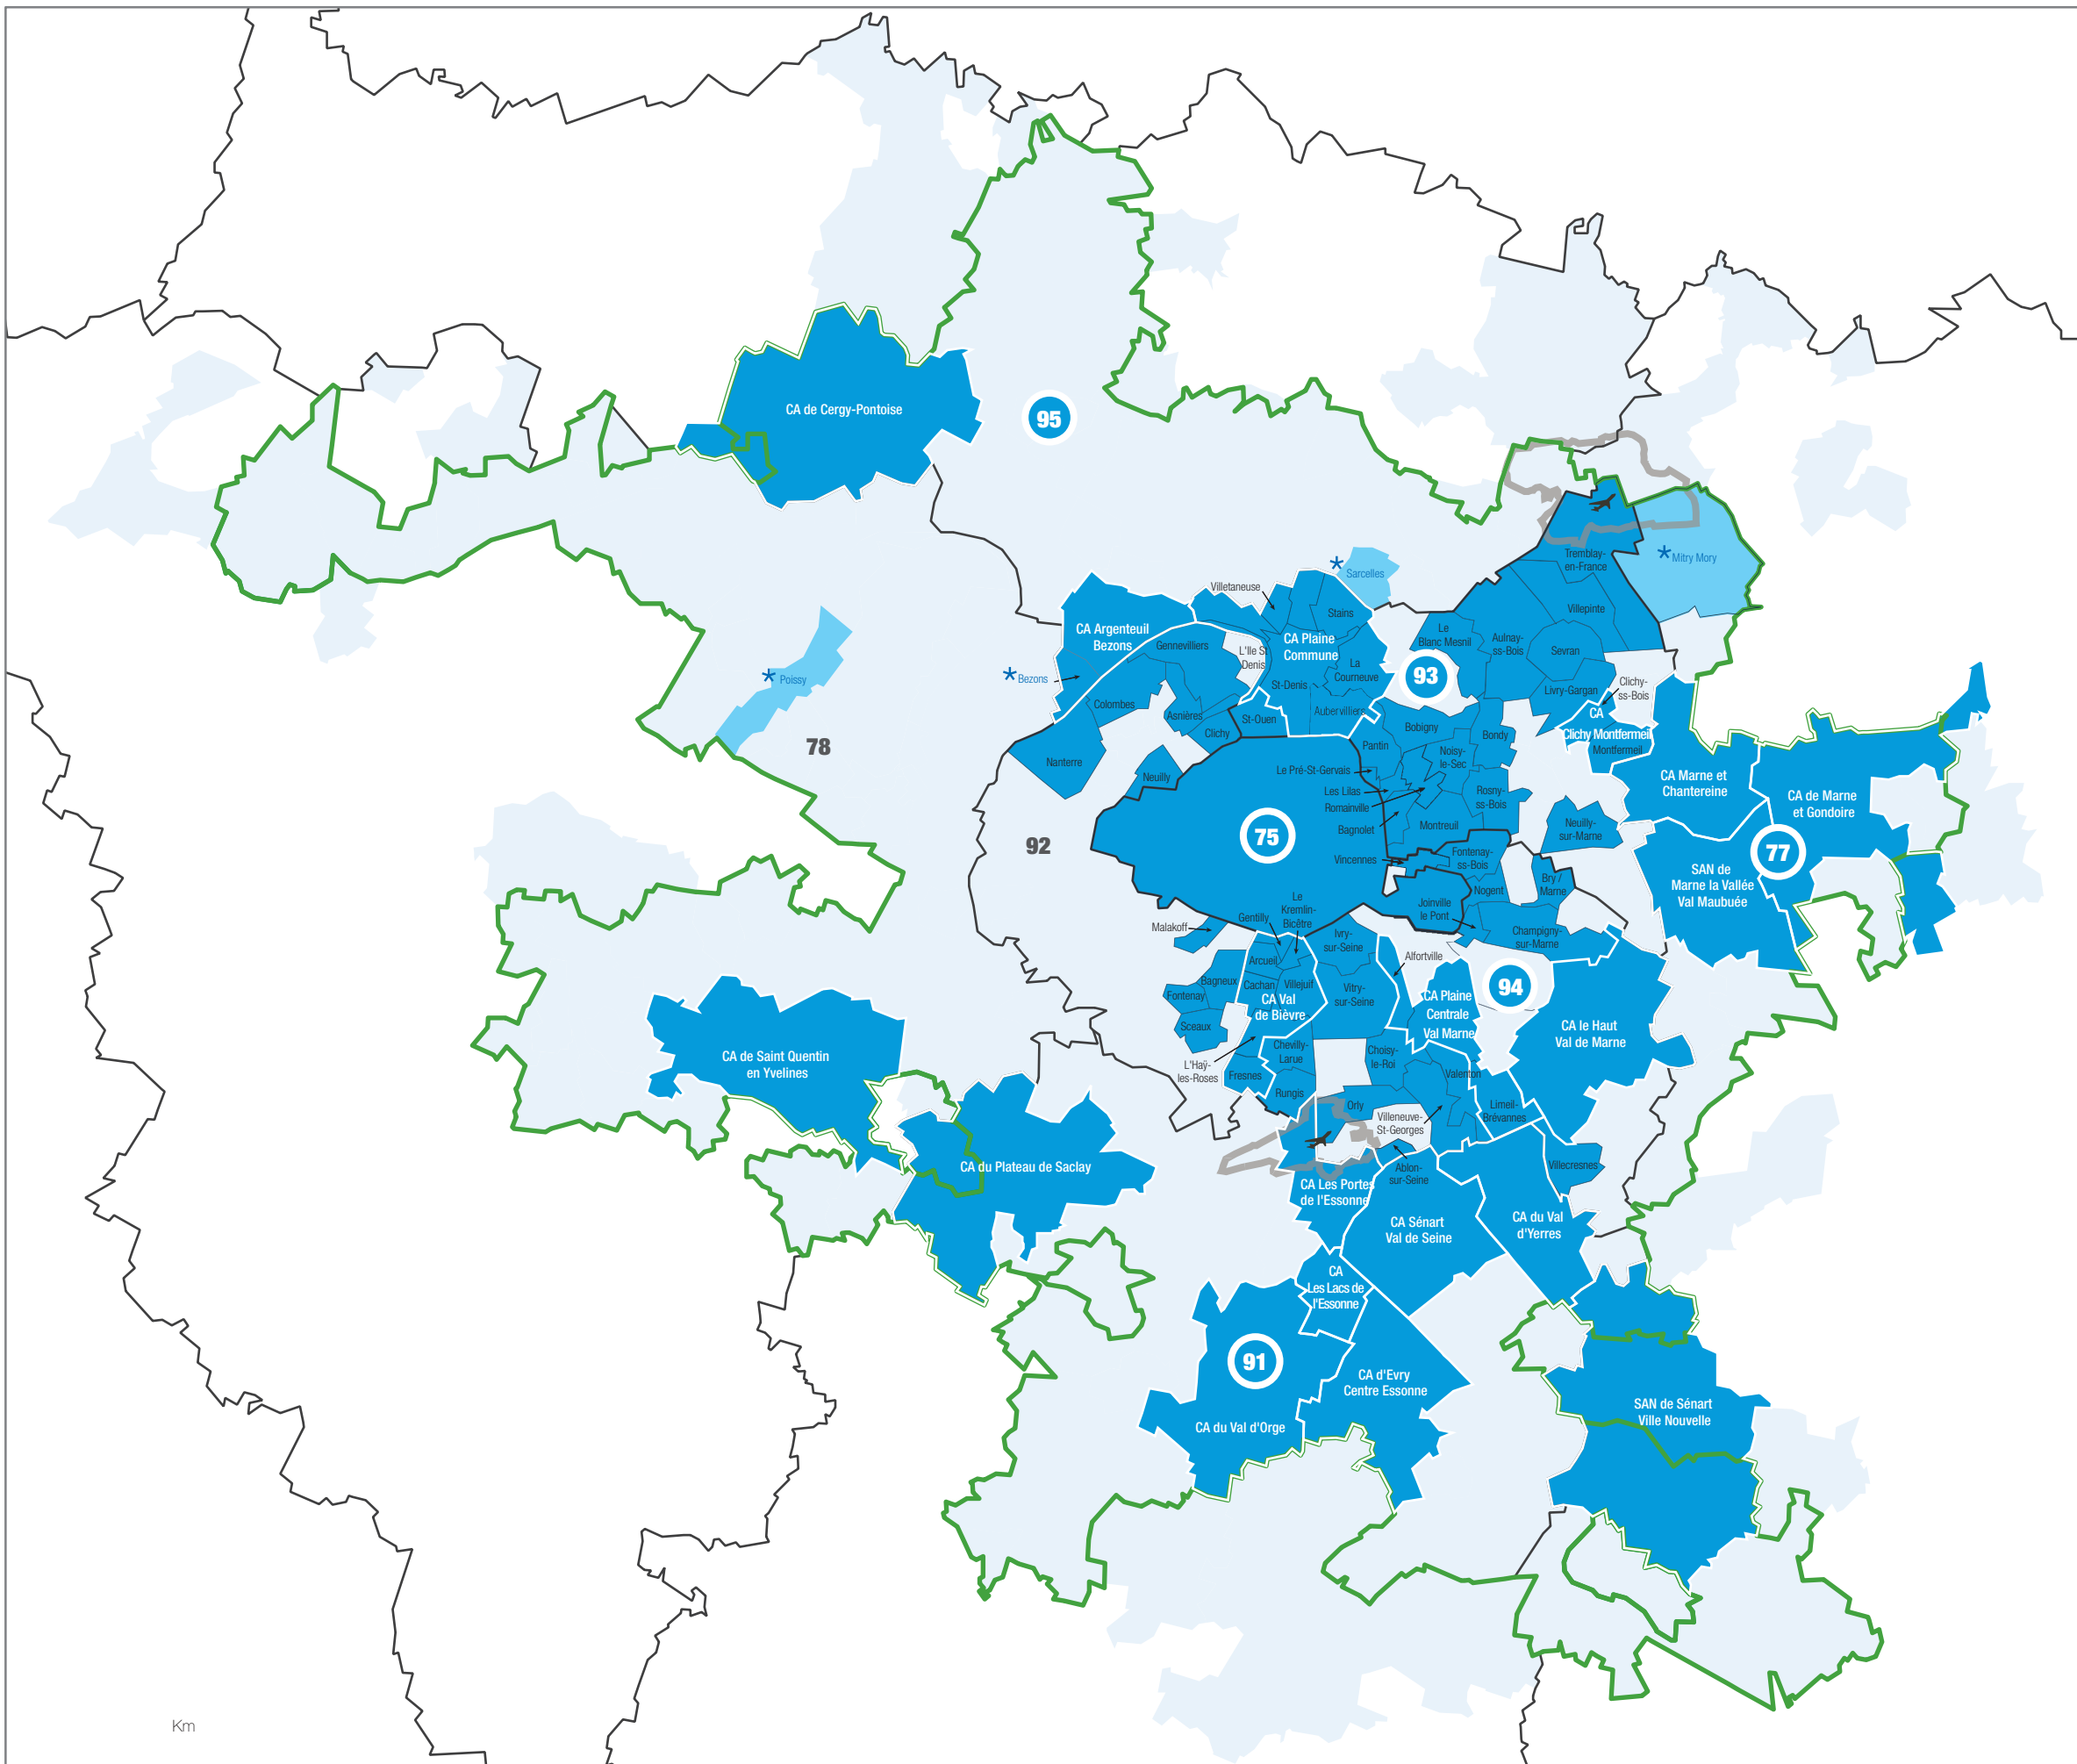 CA de Cergy-Pontoise
95
Tremblay-
en-France
* Mitry Mory
*
Sarcelles
Villetaneuse
Stains
Villepinte
CA Argenteuil
Bezons
Gennevilliers
CA Plaine
Commune
L'Ile St
Denis
Le
Blanc Mesnil
Aulnay-
ss-Bois
Sevran
La
Courneuve
93
* Poissy
* Bezons
St-Denis
Livry-Gargan
Clichy-
ss-Bois
Colombes
Asnières
St-Ouen
Aubervilliers
CA
Clichy Montfermeil
Montfermeil
Clichy
Bobigny
Bondy
78
Nanterre
Neuilly
Pantin
Noisy-
le-Sec
Le Pré-St-Gervais
Les Lilas
Romainville
Rosny-
ss-Bois
CA Marne et
Chantereine
CA de Marne
et Gondoire
Bagnolet
Montreuil
Neuilly-
sur-Marne
92
75
77
Vincennes
Fontenay-
ss-Bois
Nogent
Bry /
Marne
SAN de
Marne la Vallée
Val Maubuée
Le
Kremlin-
Bicêtre
Gentilly
Malakoff
Joinville
le Pont
Champigny-
sur-Marne
Ivry-
sur-Seine
Alfortville
Arcueil
Bagneux
Cachan
Villejuif
Fontenay
Vitry-
sur-Seine
CA Val
de Bièvre
CA Plaine
Centrale
Val Marne
94
Sceaux
CA le Haut
Val de Marne
Chevilly-
Larue
Choisy-
le-Roi
L'Haÿ-
les-Roses
Fresnes
Rungis
Valenton
CA de Saint Quentin
en Yvelines
Orly
Villeneuve-
St-Georges
Limeil-
Brévannes
CA du Plateau de Saclay
Ablon-
sur-Seine
Villecresnes
CA Les Portes
de l'Essonne
CA Sénart
Val de Seine
CA du Val
d'Yerres
CA
Les Lacs de
l'Essonne
91
CA d'Evry
Centre Essonne
CA du Val d'Orge
SAN de Sénart
Ville Nouvelle
Km